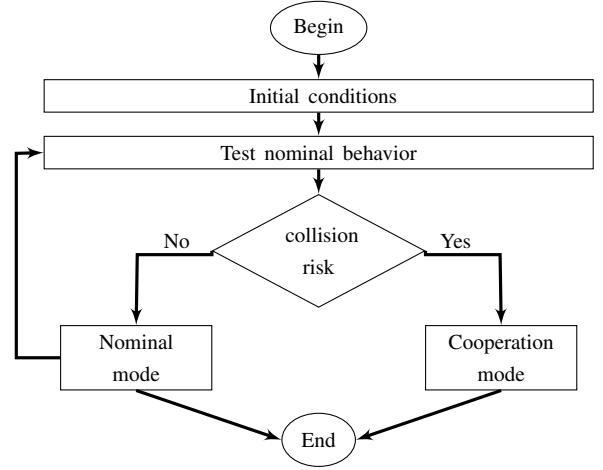 Begin
Initial conditions
Test nominal behavior
collision
risk
No
Yes
Nominal
mode
Cooperation
mode
End